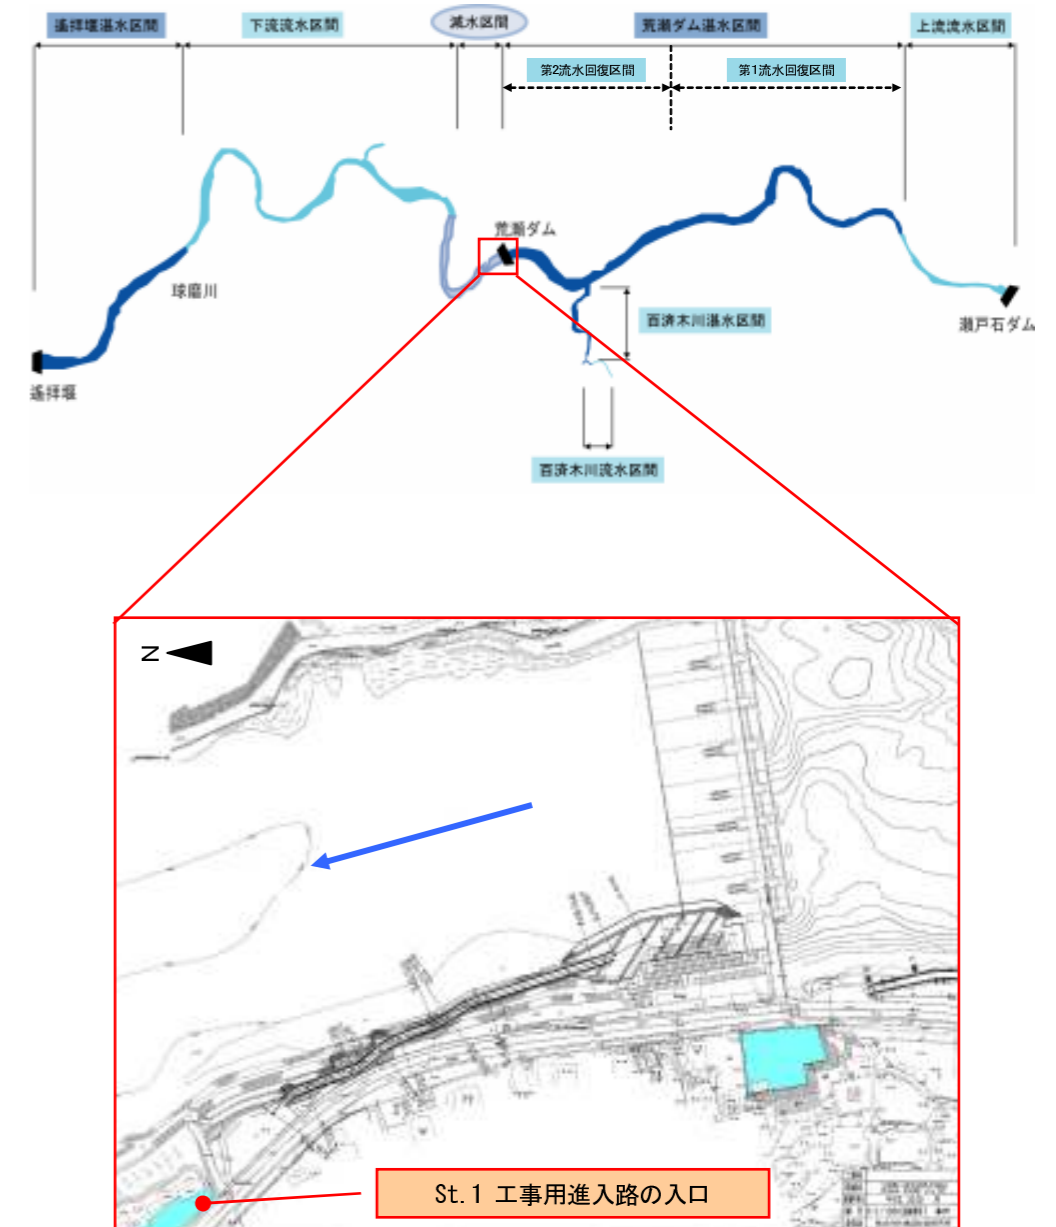 遙拝堰湛水区間
下流流水区間
減水区間
荒瀬ダム湛水区間
上流流水区間
第2流水回復区間
第1流水回復区間
荒瀬ダム
球磨川
百済木川湛水区間
瀬戸石ダム
遙拝堰
百済木川流水区間
N
St.1 工事用進入路の入口